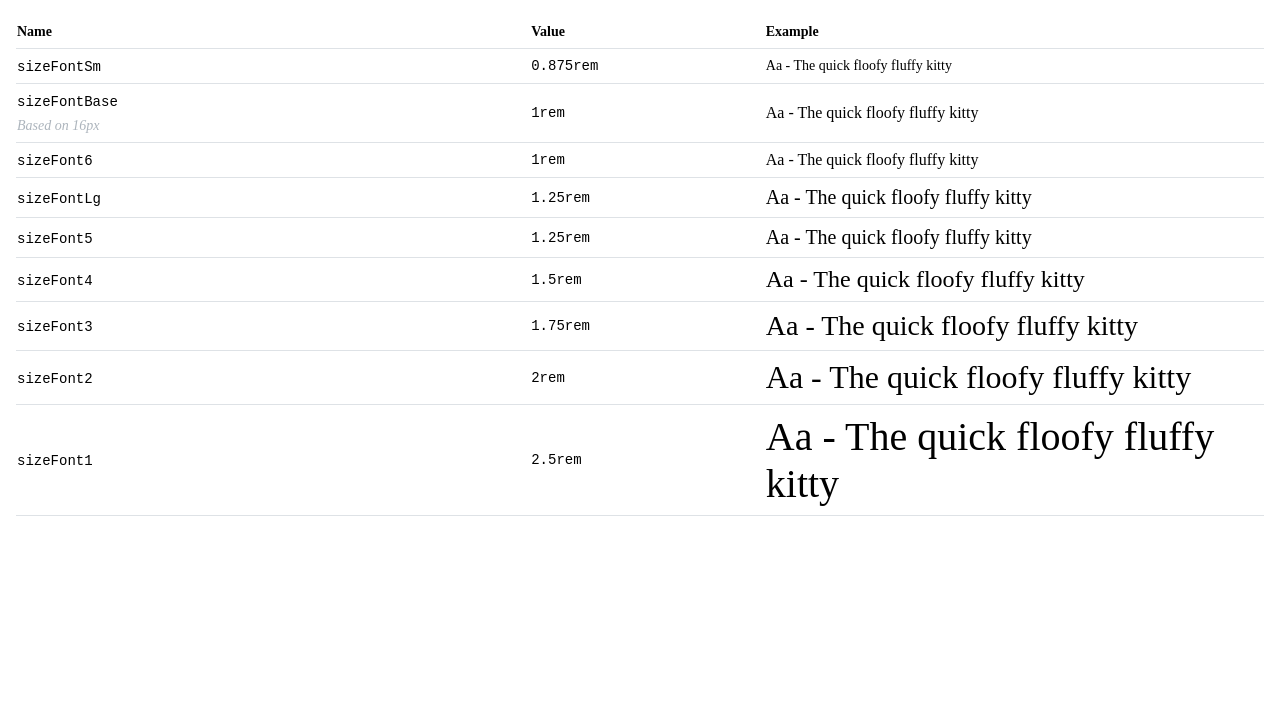 Name Value Example
sizeFontSm 0.875rem Aa - The quick floofy fluffy kitty
sizeFontBase
Based on 16px
1rem Aa - The quick floofy fluffy kitty
sizeFont6 1rem Aa - The quick floofy fluffy kitty
sizeFontLg 1.25rem Aa - The quick floofy fluffy kitty
sizeFont5 1.25rem Aa - The quick floofy fluffy kitty
sizeFont4 1.5rem Aa - The quick floofy fluffy kitty
sizeFont3 1.75rem Aa - The quick floofy fluffy kitty
sizeFont2 2rem Aa - The quick floofy fluffy kitty
sizeFont1 2.5rem Aa - The quick floofy fluffy
kitty